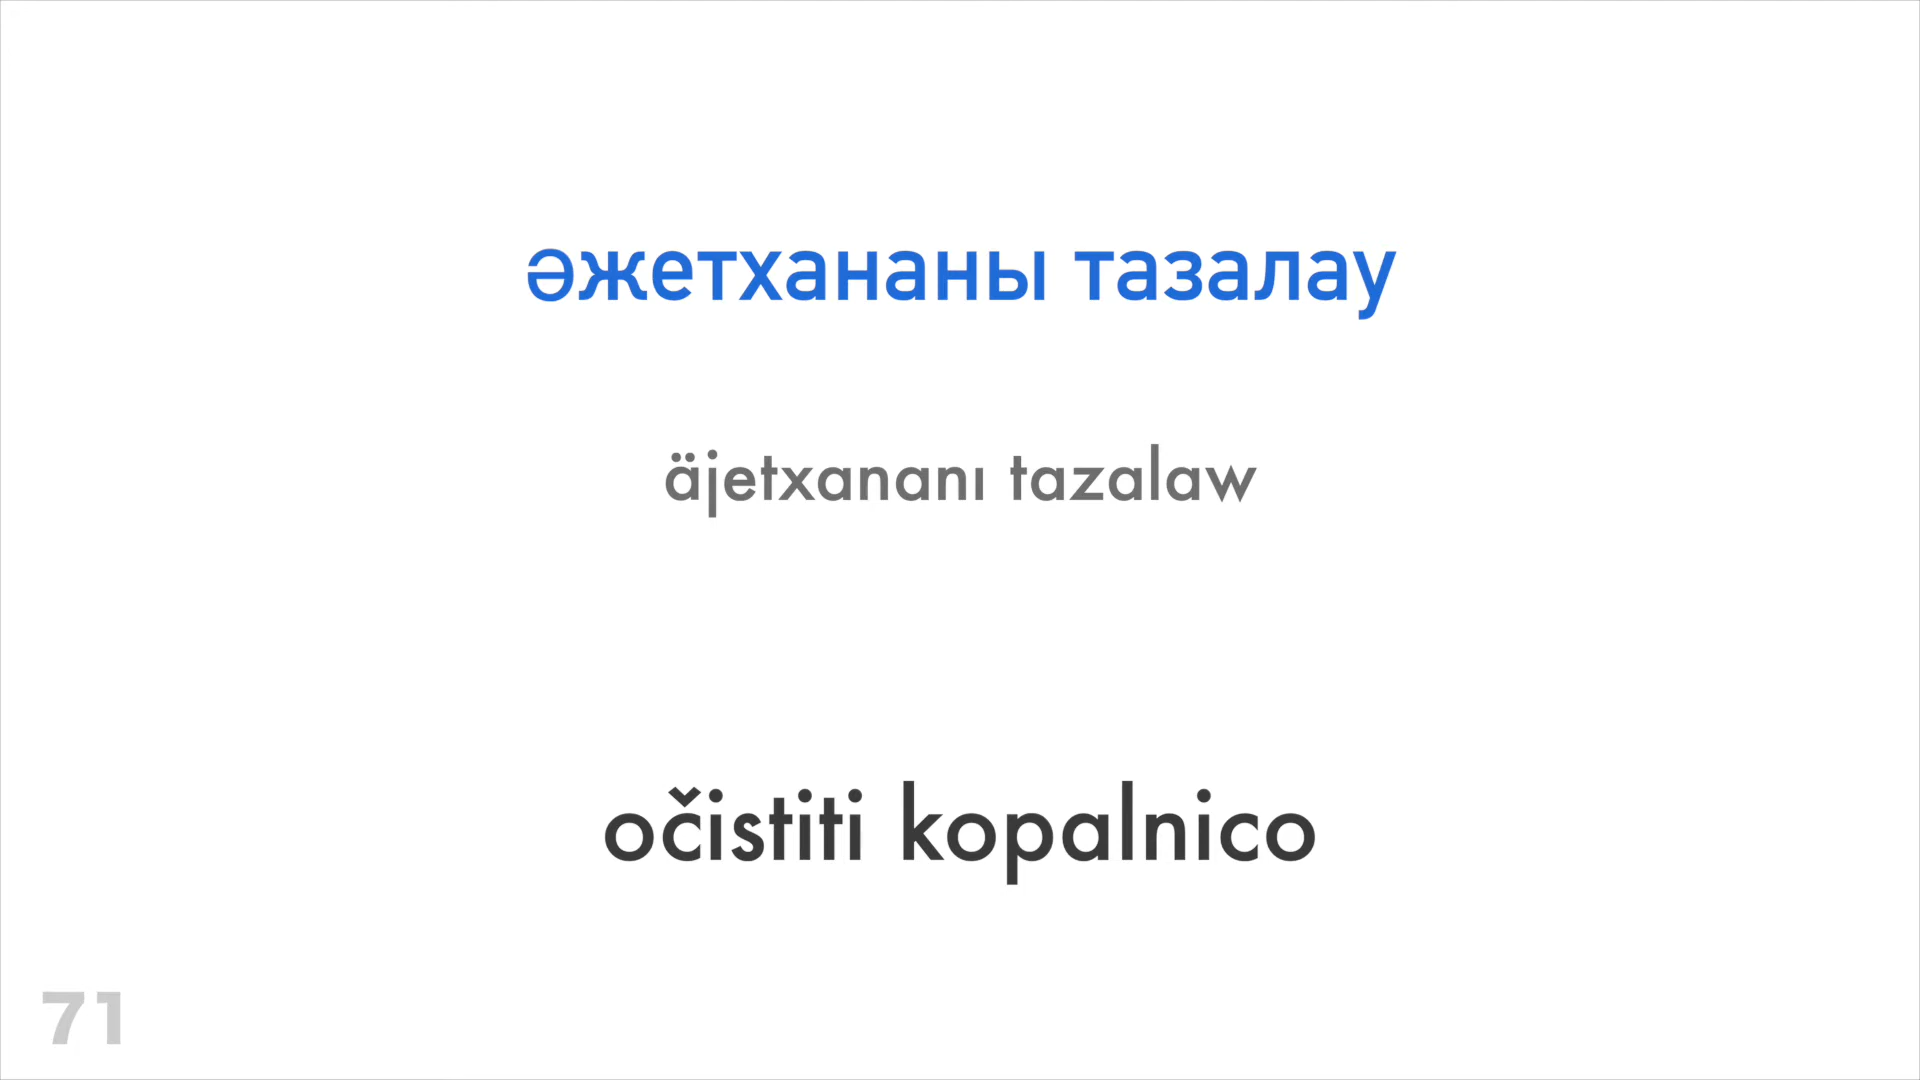 әжетхананы тазалау
äjetxananı tazalaw
očistiti kopalnico
71